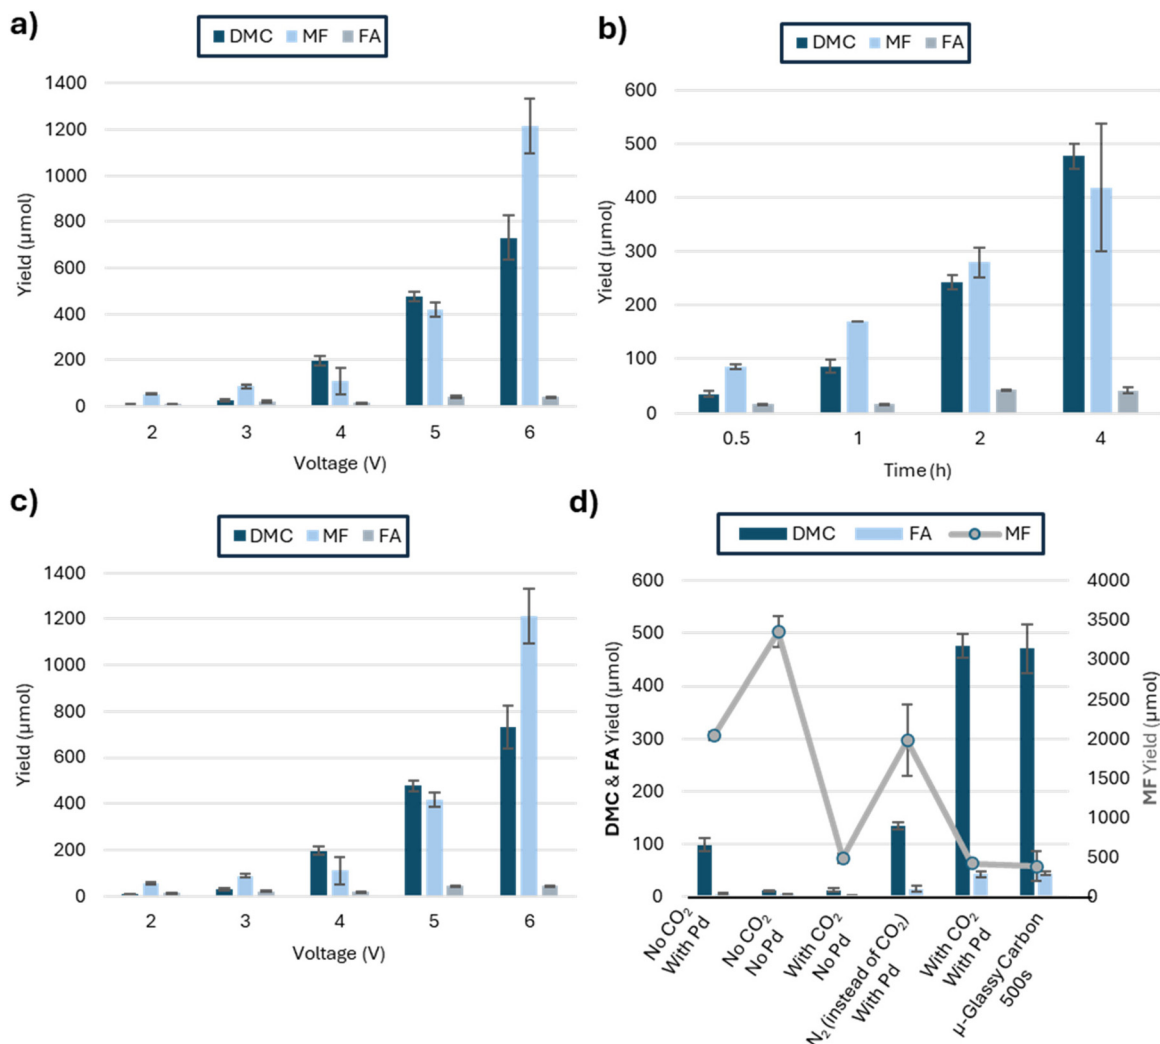 a)
DMC MF FA
Yield (µmol)
1400
1200
1000
800
600
400
200
0
2 3 4 5 6
Voltage (V)
b)
DMC MF FA
Yield (µmol)
600
500
400
300
200
100
0
0.5 1 2 4
Time (h)
c)
DMC MF FA
Yield (µmol)
1400
1200
1000
800
600
400
200
0
2 3 4 5 6
Voltage (V)
d)
DMC FA MF
DMC & FA Yield (µmol)
600
500
400
300
200
100
0
4000
3500
3000
2500
2000
1500
1000
500
0
MF Yield (µmol)
No CO₂
With Pd
No CO₂
No Pd
With CO₂
No Pd
N₂ (instead of CO₂)
With Pd
With CO₂
With Pd
µ-Glassy Carbon
500s